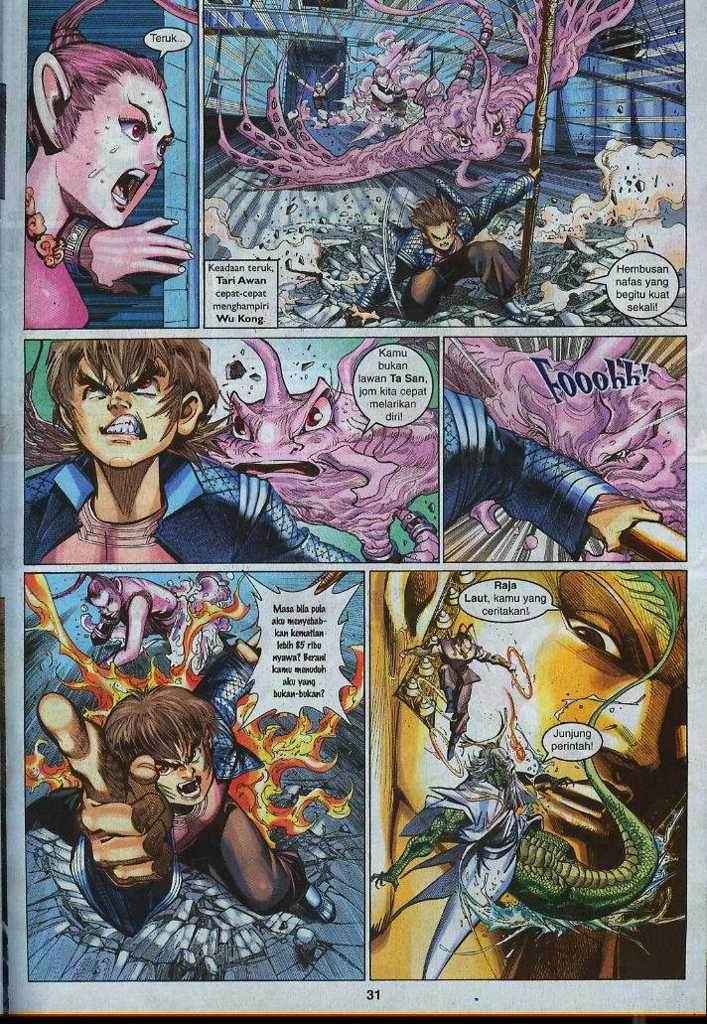 Teruk...
Keadaan teruk,
Tari Awan
cepat-cepat
menghampiri
Wu Kong.
Hembusan
nafas yang
begitu kuat
sekali!
Kamu
bukan
lawan Ta San,
jom kita cepat
melarikan
diri!
Fooohh!
Masa bila pula
aku menyebab-
kan kematian
lebih 85 ribu
nyawa? Berani
kamu menuduh
aku yang
bukan-bukan?
Raja
Laut, kamu yang
ceritakan!
Junjung
perintah!
31